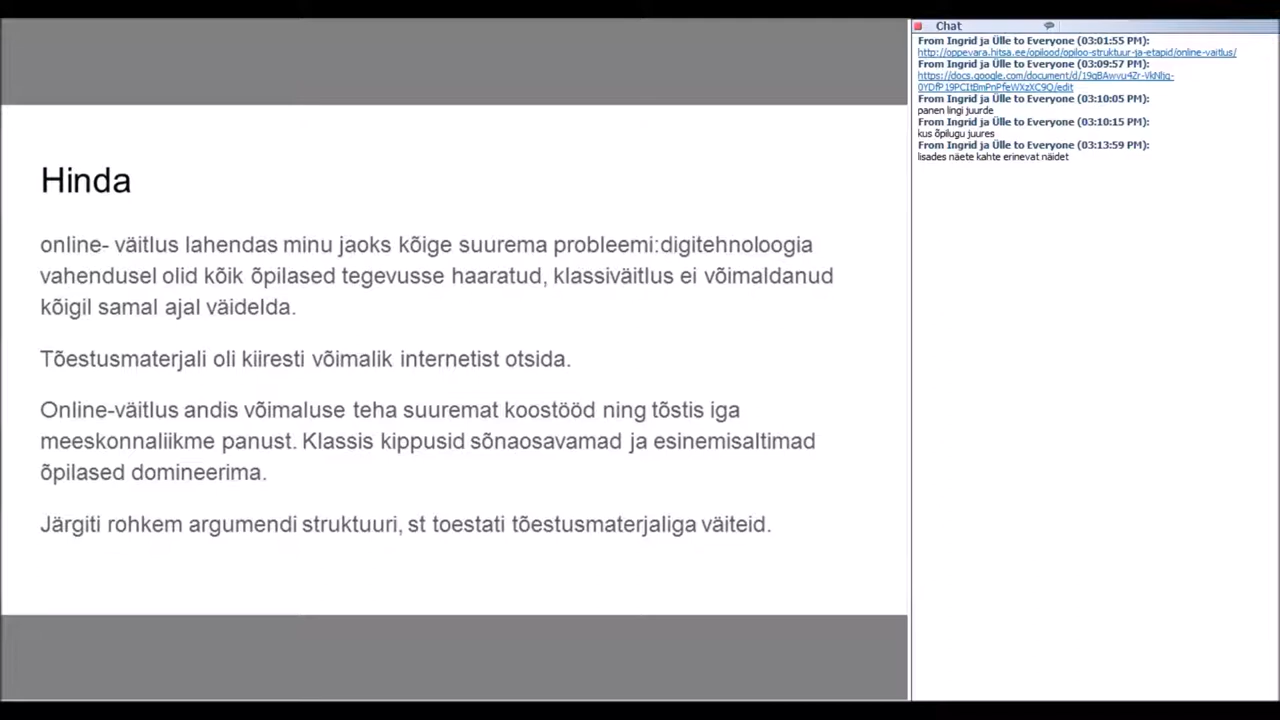 Hinda
online- väitlus lahendas minu jaoks kõige suurema probleemi:digitehnoloogia
vahendusel olid kõik õpilased tegevusse haaratud, klassiväitlus ei võimaldanud
kõigil samal ajal väidelda.
Tõestusmaterjali oli kiiresti võimalik internetist otsida.
Online-väitlus andis võimaluse teha suuremat koostööd ning tõstis iga
meeskonnaliikme panust. Klassis kippusid sõnaosavamad ja esinemisaltimad
õpilased domineerima.
Järgiti rohkem argumendi struktuuri, st toestati tõestusmaterjaliga väiteid.
Chat
From Ingrid ja Ülle to Everyone (03:01:55 PM):
http://oppevara.hitsa.ee/opilood/opiloo-struktuur-ja-etapid/online-vaitlus/
From Ingrid ja Ülle to Everyone (03:09:57 PM):
From Ingrid ja Ülle to Everyone (03:10:05 PM):
panen lingi juurde
From Ingrid ja Ülle to Everyone (03:10:15 PM):
kus õpilugu juures
From Ingrid ja Ülle to Everyone (03:13:59 PM):
lisades näete kahte erinevat näidet